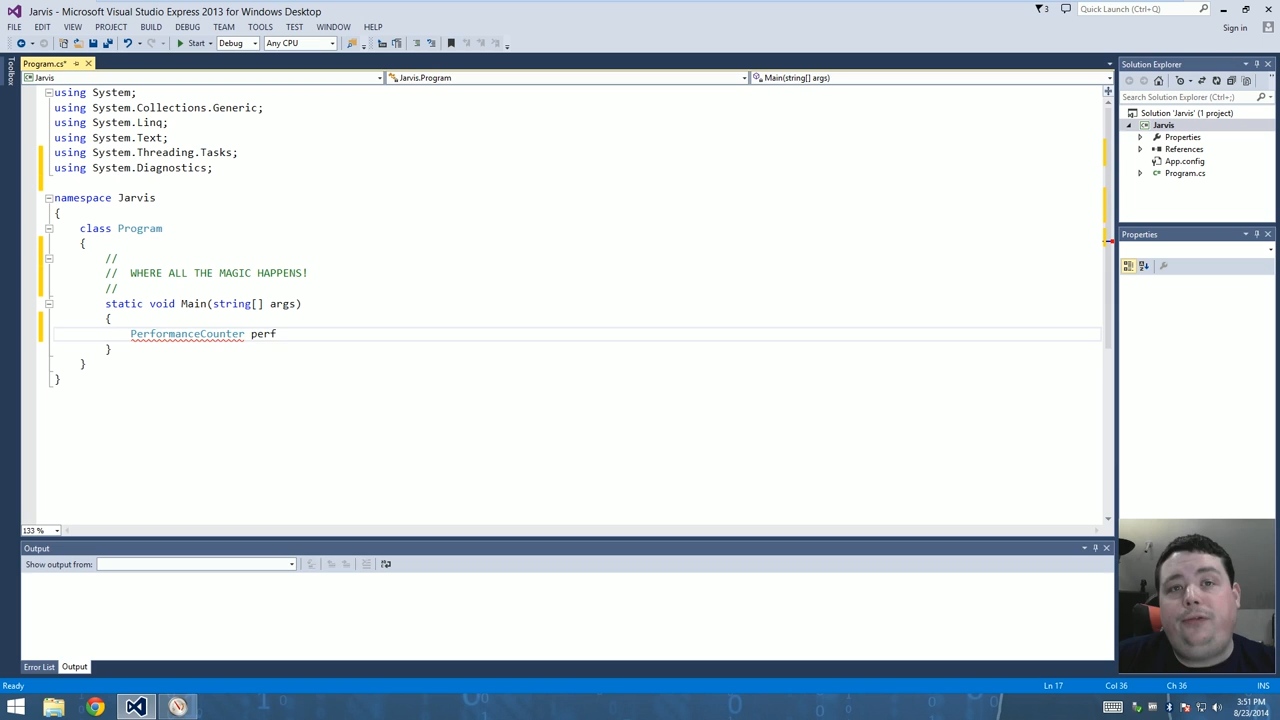 Jarvis - Microsoft Visual Studio Express 2013 for Windows Desktop
3
Quick Launch (Ctrl+Q)
FILE EDIT VIEW PROJECT BUILD DEBUG TEAM TOOLS TEST WINDOW HELP
Sign in
Start Debug Any CPU
Toolbox
Program.cs*
Solution Explorer
Jarvis Jarvis.Program Main(string[] args)
Search Solution Explorer (Ctrl+;)
Solution 'Jarvis' (1 project)
Jarvis
Properties
References
App.config
Program.cs
using System;
using System.Collections.Generic;
using System.Linq;
using System.Text;
using System.Threading.Tasks;
using System.Diagnostics;
namespace Jarvis
{
class Program
{
//
// WHERE ALL THE MAGIC HAPPENS!
//
static void Main(string[] args)
{
PerformanceCounter perf
}
}
}
Properties
133 %
Output
Show output from:
Error List Output
Ready Ln 17 Col 36 Ch 36 INS
3:51 PM
8/23/2014